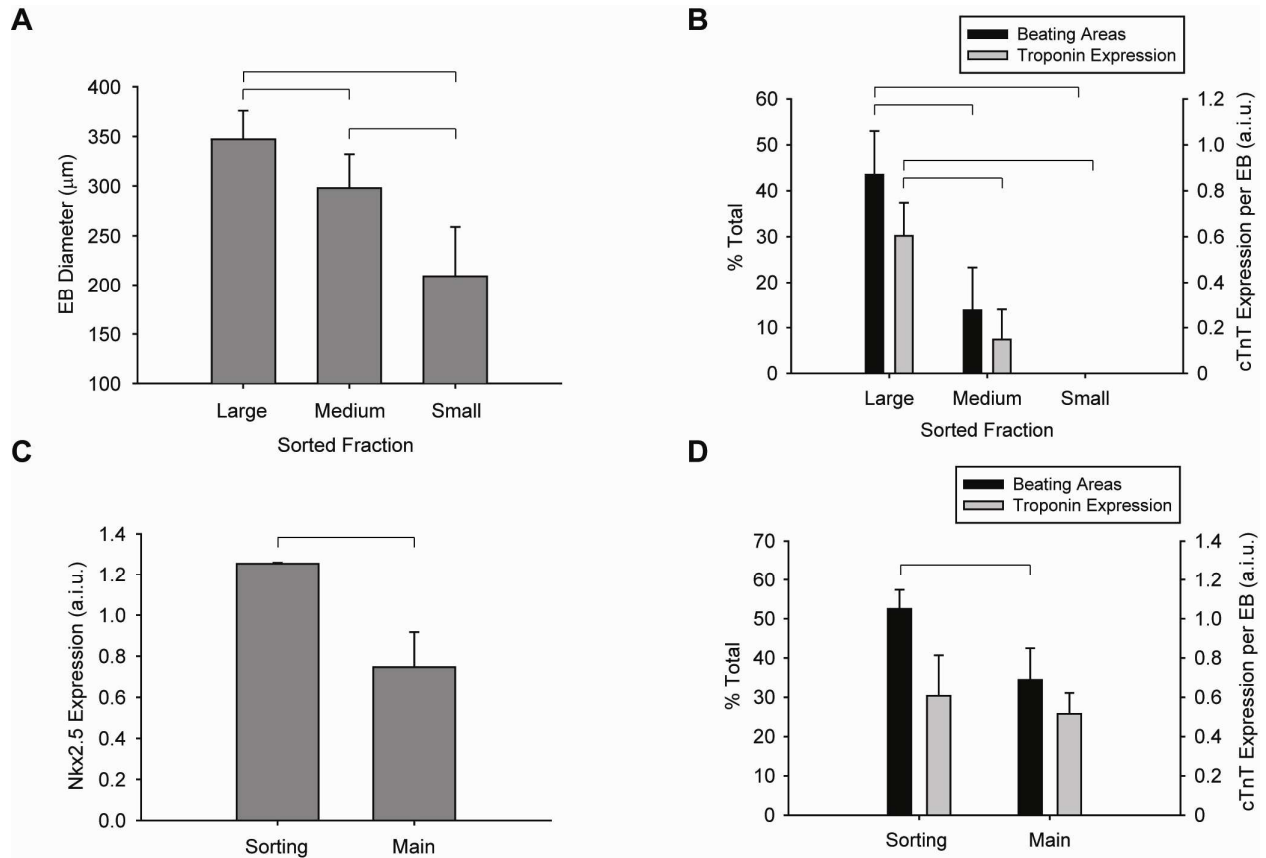 A
EB Diameter (μm)
400
350
300
250
200
150
100
Large Medium Small
Sorted Fraction
B
Beating Areas
Troponin Expression
% Total
60
50
40
30
20
10
0
1.2
1.0
0.8
0.6
0.4
0.2
0
cTnT Expression per EB (a.i.u.)
Large Medium Small
Sorted Fraction
C
Nkx2.5 Expression (a.i.u.)
1.4
1.2
1.0
0.8
0.6
0.4
0.2
0.0
Sorting Main
D
Beating Areas
Troponin Expression
% Total
70
60
50
40
30
20
10
0
1.4
1.2
1.0
0.8
0.6
0.4
0.2
0
cTnT Expression per EB (a.i.u.)
Sorting Main